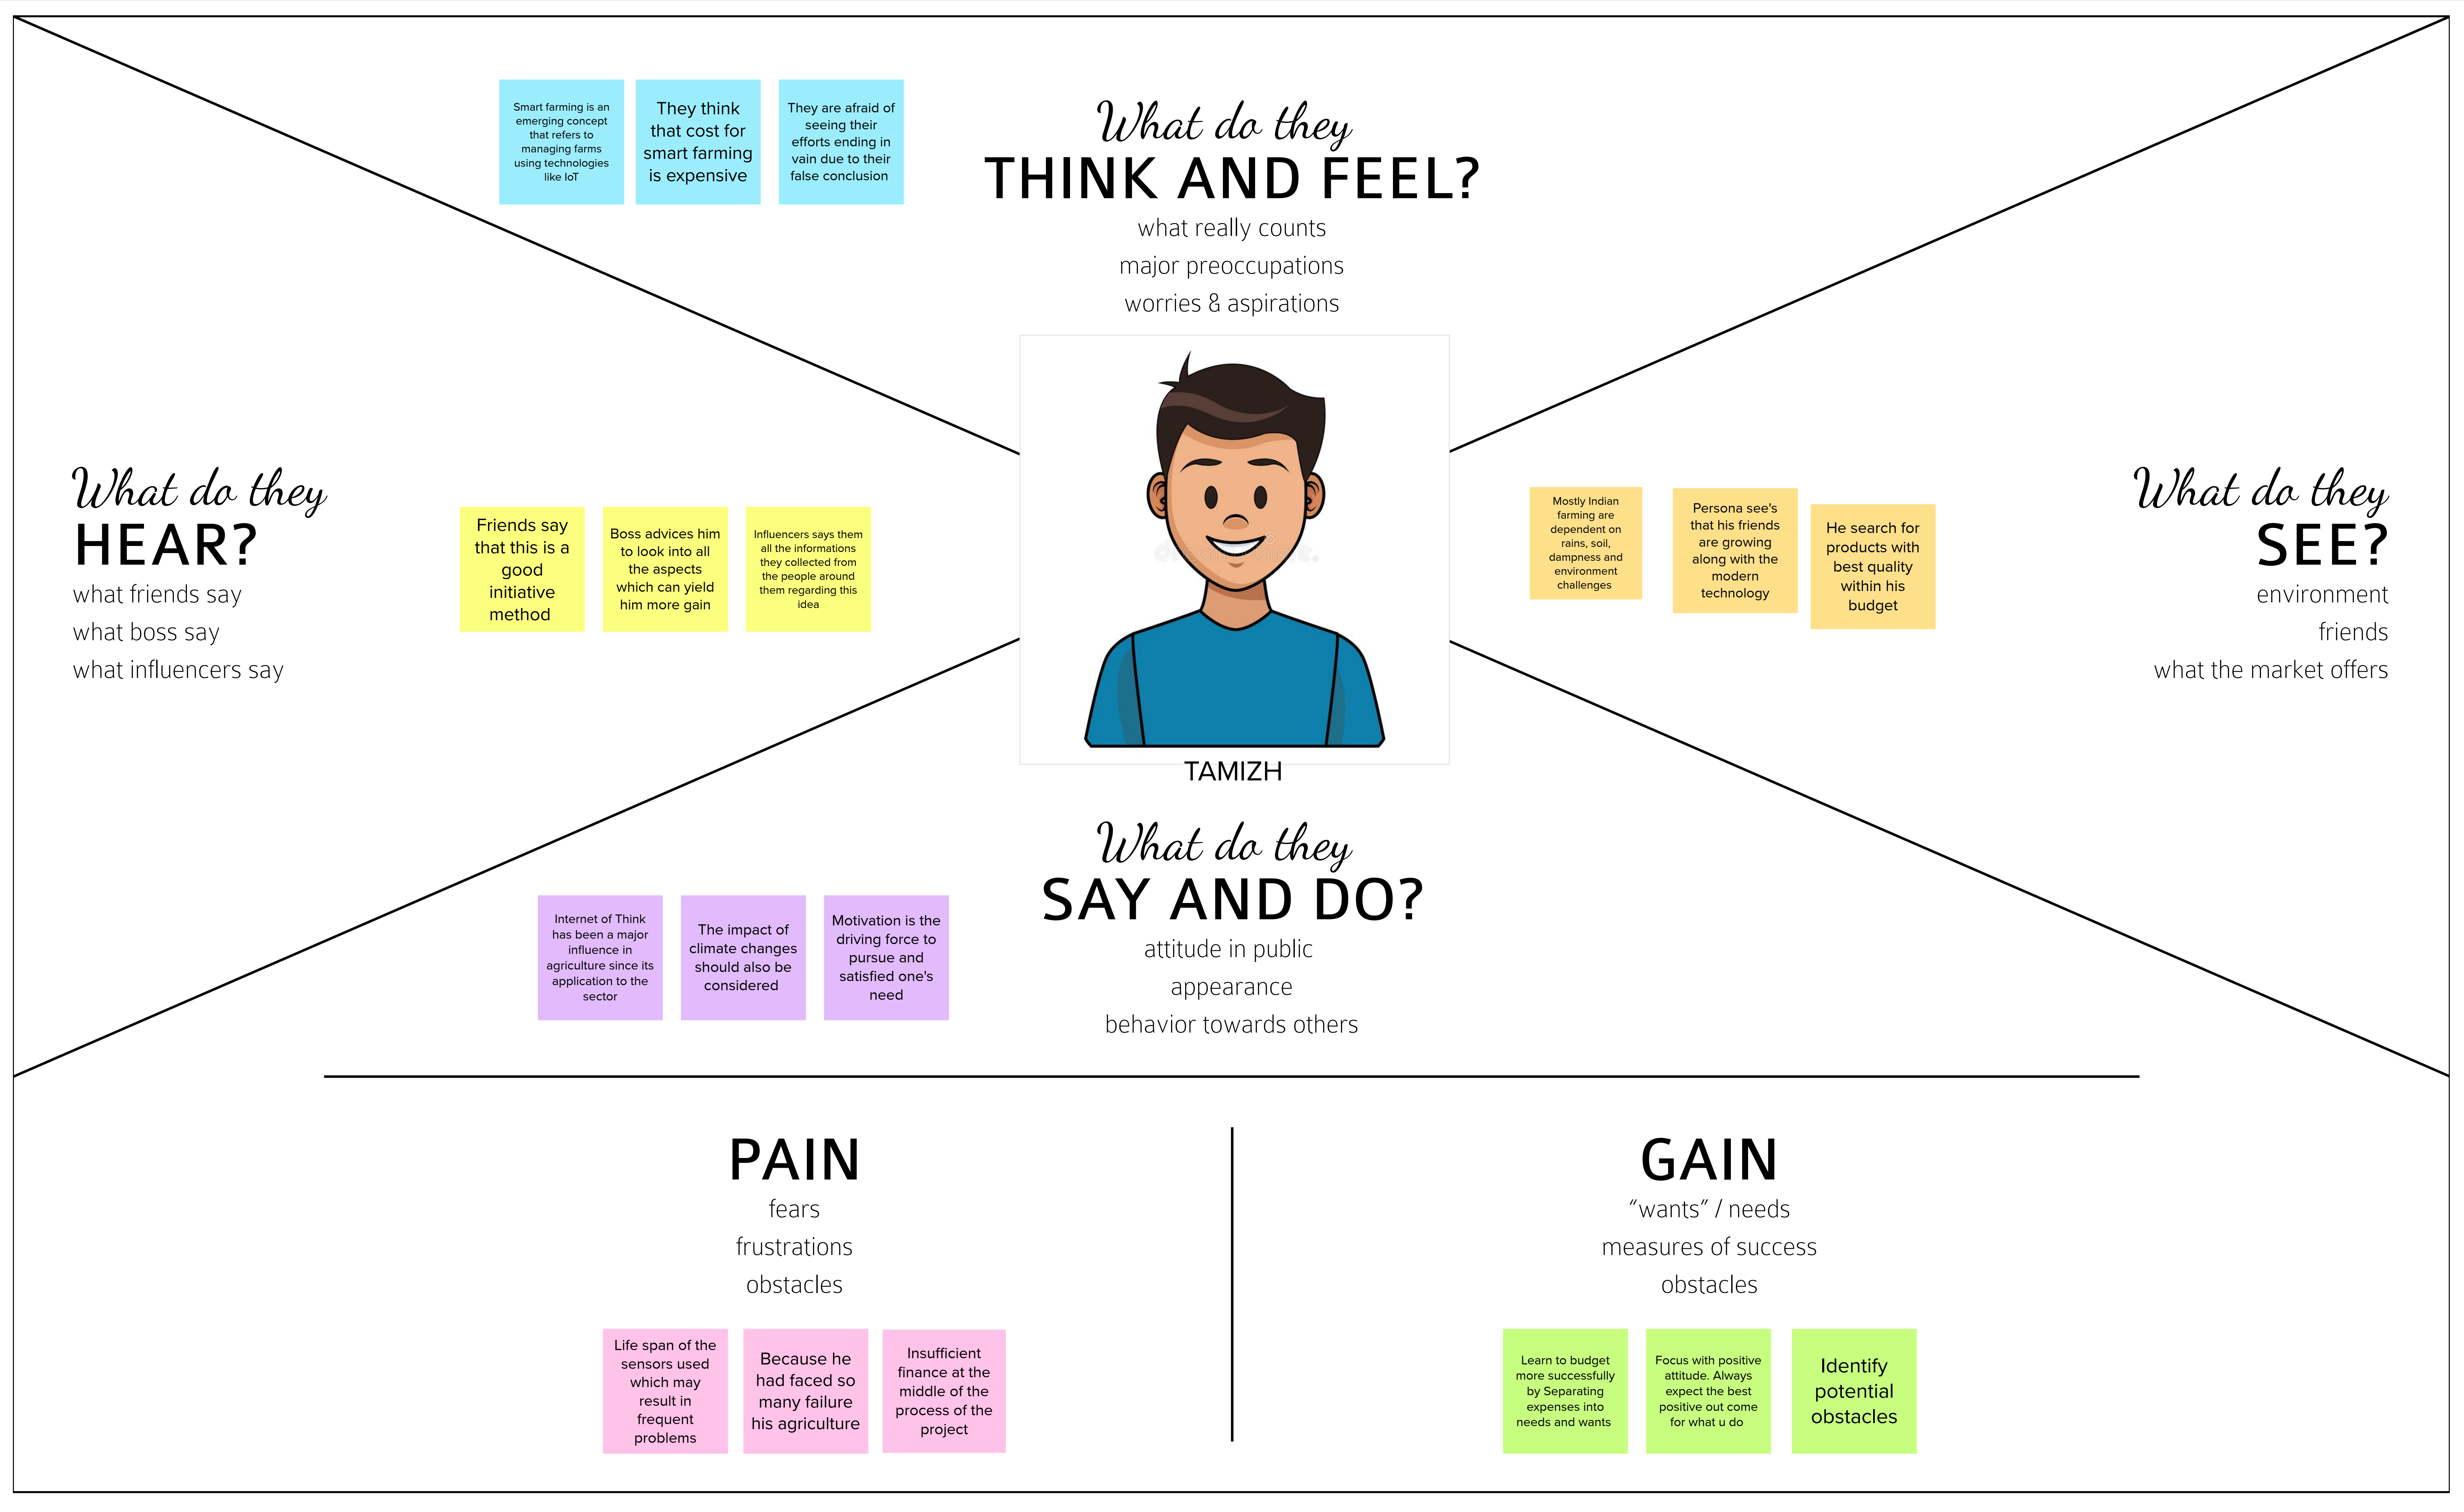 What do they
THINK AND FEEL?
what really counts
major preoccupations
worries & aspirations
Smart farming is an
emerging concept
that refers to
managing farms
using technologies
like IoT
They think
that cost for
smart farming
is expensive
They are afraid of
seeing their
efforts ending in
vain due to their
false conclusion
What do they
HEAR?
what friends say
what boss say
what influencers say
Friends say
that this is a
good
initiative
method
Boss advices him
to look into all
the aspects
which can yield
him more gain
Influencers says them
all the informations
they collected from
the people around
them regarding this
idea
What do they
SEE?
environment
friends
what the market offers
Mostly Indian
farming are
dependent on
rains, soil,
dampness and
environment
challenges
Persona see's
that his friends
are growing
along with the
modern
technology
He search for
products with
best quality
within his
budget
TAMIZH
What do they
SAY AND DO?
attitude in public
appearance
behavior towards others
Internet of Think
has been a major
influence in
agriculture since its
application to the
sector
The impact of
climate changes
should also be
considered
Motivation is the
driving force to
pursue and
satisfied one's
need
PAIN
fears
frustrations
obstacles
Life span of the
sensors used
which may
result in
frequent
problems
Because he
had faced so
many failure
his agriculture
Insufficient
finance at the
middle of the
process of the
project
GAIN
“wants” / needs
measures of success
obstacles
Learn to budget
more successfully
by Separating
expenses into
needs and wants
Focus with positive
attitude. Always
expect the best
positive out come
for what u do
Identify
potential
obstacles